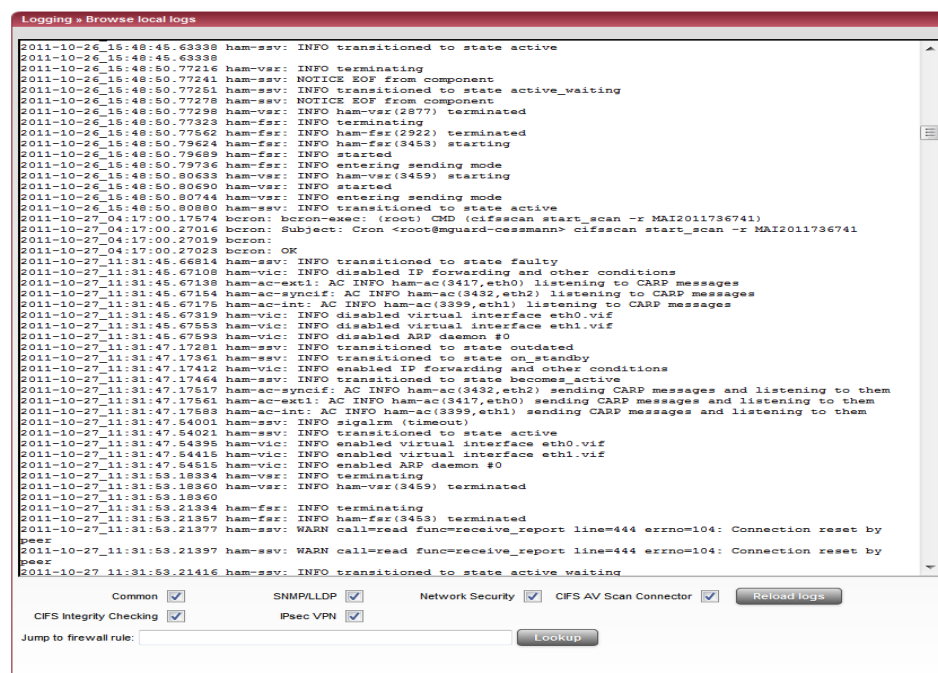 Logging » Browse local logs
2011-10-26_15:48:45.63338 ham-ssv: INFO transitioned to state active
2011-10-26_15:48:45.63338
2011-10-26_15:48:50.77216 ham-vsr: INFO terminating
2011-10-26_15:48:50.77241 ham-ssv: NOTICE EOF from component
2011-10-26_15:48:50.77251 ham-ssv: INFO transitioned to state active_waiting
2011-10-26_15:48:50.77278 ham-ssv: NOTICE EOF from component
2011-10-26_15:48:50.77298 ham-vsr: INFO ham-vsr(2877) terminated
2011-10-26_15:48:50.77323 ham-fsr: INFO terminating
2011-10-26_15:48:50.77562 ham-fsr: INFO ham-fsr(2922) terminated
2011-10-26_15:48:50.79624 ham-fsr: INFO ham-fsr(3453) starting
2011-10-26_15:48:50.79689 ham-fsr: INFO started
2011-10-26_15:48:50.79736 ham-fsr: INFO entering sending mode
2011-10-26_15:48:50.80633 ham-vsr: INFO ham-vsr(3459) starting
2011-10-26_15:48:50.80690 ham-vsr: INFO started
2011-10-26_15:48:50.80744 ham-vsr: INFO entering sending mode
2011-10-26_15:48:50.80880 ham-ssv: INFO transitioned to state active
2011-10-27_04:17:00.17574 bcron: bcron-exec: (root) CMD (cifsscan start_scan -r MAI2011736741)
2011-10-27_04:17:00.27016 bcron: Subject: Cron <root@mguard-cessmann> cifsscan start_scan -r MAI2011736741
2011-10-27_04:17:00.27019 bcron:
2011-10-27_04:17:00.27023 bcron: OK
2011-10-27_11:31:45.66814 ham-ssv: INFO transitioned to state faulty
2011-10-27_11:31:45.67108 ham-vic: INFO disabled IP forwarding and other conditions
2011-10-27_11:31:45.67138 ham-ac-ext1: AC INFO ham-ac(3417,eth0) listening to CARP messages
2011-10-27_11:31:45.67154 ham-ac-syncif: AC INFO ham-ac(3432,eth2) listening to CARP messages
2011-10-27_11:31:45.67175 ham-ac-int: AC INFO ham-ac(3399,eth1) listening to CARP messages
2011-10-27_11:31:45.67319 ham-vic: INFO disabled virtual interface eth0.vif
2011-10-27_11:31:45.67553 ham-vic: INFO disabled virtual interface eth1.vif
2011-10-27_11:31:45.67593 ham-vic: INFO disabled ARP daemon #0
2011-10-27_11:31:47.17281 ham-ssv: INFO transitioned to state outdated
2011-10-27_11:31:47.17361 ham-ssv: INFO transitioned to state on_standby
2011-10-27_11:31:47.17412 ham-vic: INFO enabled IP forwarding and other conditions
2011-10-27_11:31:47.17464 ham-ssv: INFO transitioned to state becomes_active
2011-10-27_11:31:47.17517 ham-ac-syncif: AC INFO ham-ac(3432,eth2) sending CARP messages and listening to them
2011-10-27_11:31:47.17561 ham-ac-ext1: AC INFO ham-ac(3417,eth0) sending CARP messages and listening to them
2011-10-27_11:31:47.17583 ham-ac-int: AC INFO ham-ac(3399,eth1) sending CARP messages and listening to them
2011-10-27_11:31:47.54001 ham-ssv: INFO sigalrm (timeout)
2011-10-27_11:31:47.54021 ham-ssv: INFO transitioned to state active
2011-10-27_11:31:47.54395 ham-vic: INFO enabled virtual interface eth0.vif
2011-10-27_11:31:47.54415 ham-vic: INFO enabled virtual interface eth1.vif
2011-10-27_11:31:47.54515 ham-vic: INFO enabled ARP daemon #0
2011-10-27_11:31:53.18334 ham-vsr: INFO terminating
2011-10-27_11:31:53.18360 ham-vsr: INFO ham-vsr(3459) terminated
2011-10-27_11:31:53.18360
2011-10-27_11:31:53.21334 ham-fsr: INFO terminating
2011-10-27_11:31:53.21357 ham-fsr: INFO ham-fsr(3453) terminated
2011-10-27_11:31:53.21377 ham-ssv: WARN call=read func=receive_report line=444 errno=104: Connection reset by
peer
2011-10-27_11:31:53.21397 ham-ssv: WARN call=read func=receive_report line=444 errno=104: Connection reset by
peer
2011-10-27_11:31:53.21416 ham-ssv: INFO transitioned to state active_waiting
Common SNMP/LLDP Network Security CIFS AV Scan Connector Reload logs
CIFS Integrity Checking IPsec VPN
Jump to firewall rule: Lookup